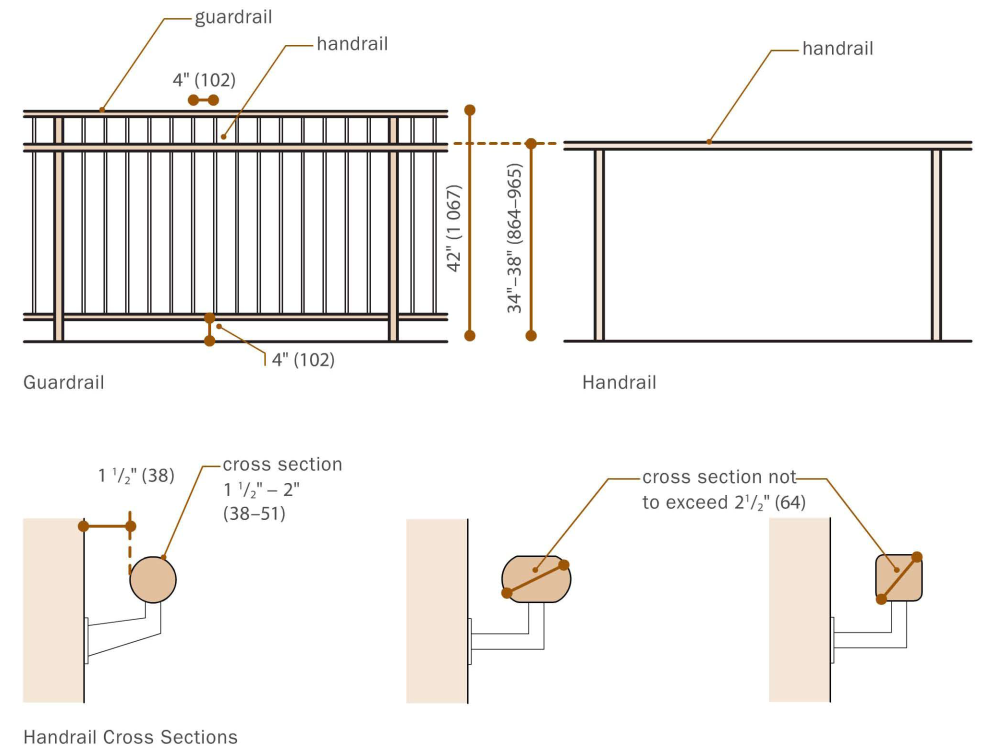 guardrail
handrail
4" (102)
handrail
42" (1 067)
34"–38" (864–965)
4" (102)
Guardrail
Handrail
1 1/2" (38)
cross section
1 1/2" – 2"
(38–51)
cross section not
to exceed 21/2" (64)
Handrail Cross Sections